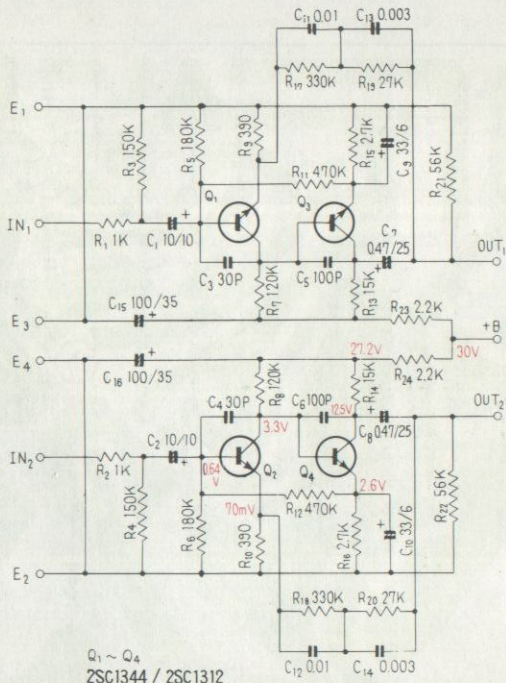 C₁₁ 0.01
C₁₃ 0.003
R₁₇ 330K
R₁₉ 27K
E₁
R₃ 150K
R₅ 180K
R₉ 390
R₁₅ 2.7K
C₉ 33/6
R₂₁ 56K
R₁₁ 470K
Q₁
Q₃
IN₁
R₁ 1K
C₁ 10/10
C₇
0.47/25
OUT₁
C₃ 30P
R₇ 120K
C₅ 100P
R₁₃ 15K
C₁₅ 100/35
R₂₃ 2.2K
E₃
+B
E₄
27.2V
30V
C₁₆ 100/35
R₂₄ 2.2K
R₈ 120K
R₁₄ 15K
C₄ 30P
C₆ 100P
12.5V
OUT₂
3.3V
C₈ 0.47/25
C₂ 10/10
IN₂
R₂ 1K
0.64
V
Q₂
Q₄
2.6V
R₄ 150K
R₆ 180K
70mV
R₁₂ 470K
R₁₀ 390
R₁₆ 2.7K
C₁₀ 33/6
R₂₂ 56K
E₂
R₁₈ 330K
R₂₀ 27K
C₁₂ 0.01
C₁₄ 0.003
Q₁ ~ Q₄
2SC1344 / 2SC1312